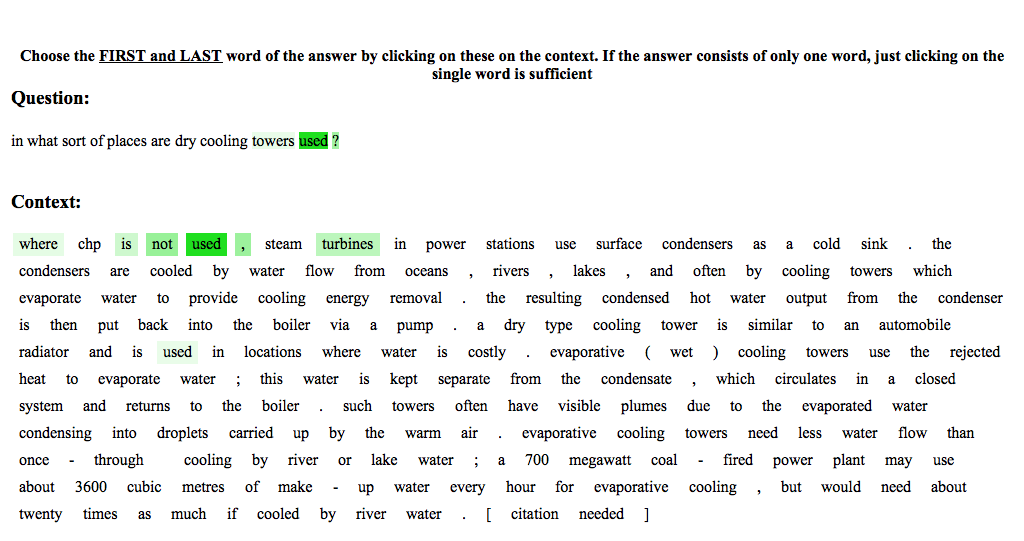 Choose the FIRST and LAST word of the answer by clicking on these on the context. If the answer consists of only one word, just clicking on the
single word is sufficient
Question:
in what sort of places are dry cooling towers used ?
Context:
where chp is not used , steam turbines in power stations use surface condensers as a cold sink . the
condensers are cooled by water flow from oceans , rivers , lakes , and often by cooling towers which
evaporate water to provide cooling energy removal . the resulting condensed hot water output from the condenser
is then put back into the boiler via a pump . a dry type cooling tower is similar to an automobile
radiator and is used in locations where water is costly . evaporative ( wet ) cooling towers use the rejected
heat to evaporate water ; this water is kept separate from the condensate , which circulates in a closed
system and returns to the boiler . such towers often have visible plumes due to the evaporated water
condensing into droplets carried up by the warm air . evaporative cooling towers need less water flow than
once - through cooling by river or lake water ; a 700 megawatt coal - fired power plant may use
about 3600 cubic metres of make - up water every hour for evaporative cooling , but would need about
twenty times as much if cooled by river water . [ citation needed ]